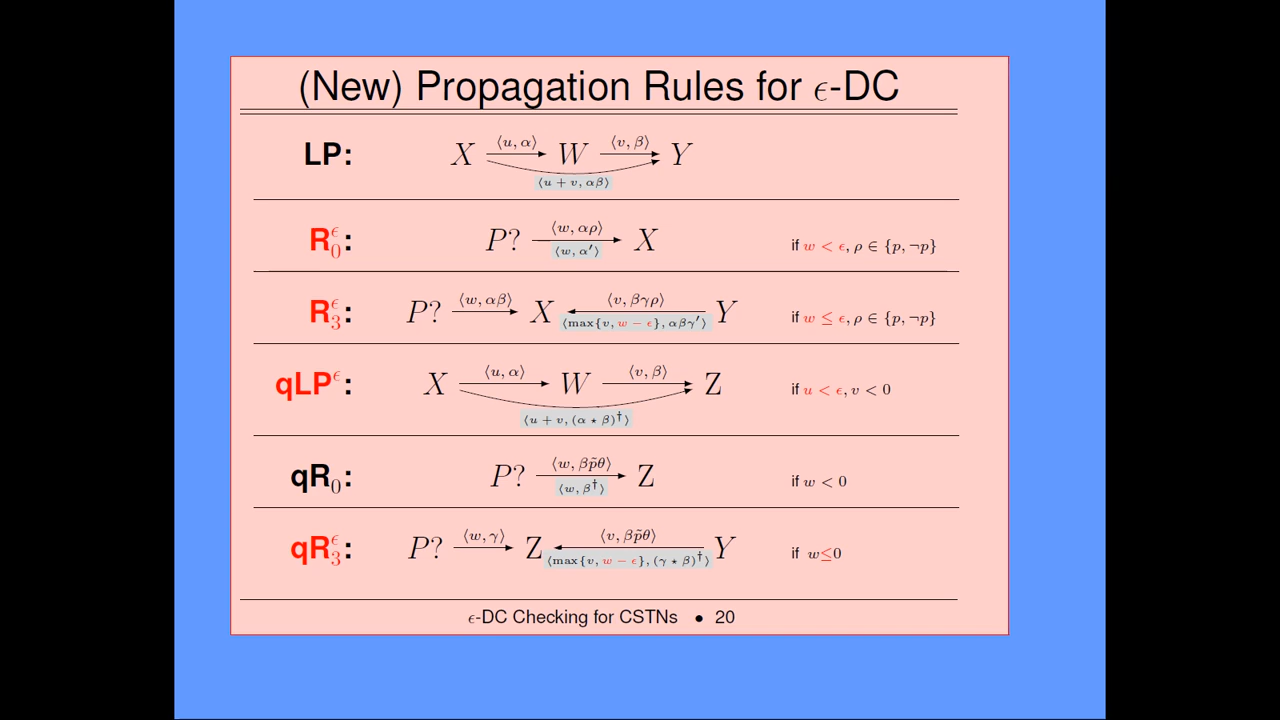 (New) Propagation Rules for ϵ-DC
LP: X ⟨u, α⟩ W ⟨v, β⟩ Y
⟨u + v, αβ⟩
R₀^ϵ: P? ⟨w, αρ⟩ X if w < ϵ, ρ ∈ {p, ¬p}
⟨w, α′⟩
R₃^ϵ: P? ⟨w, αβ⟩ X ⟨v, βγρ⟩ Y if w ≤ ϵ, ρ ∈ {p, ¬p}
⟨max{v, w − ϵ}, αβγ′⟩
qLP^ϵ: X ⟨u, α⟩ W ⟨v, β⟩ Z if u < ϵ, v < 0
⟨u + v, (α ⋆ β)†⟩
qR₀: P? ⟨w, βp̃θ⟩ Z if w < 0
⟨w, β†⟩
qR₃^ϵ: P? ⟨w, γ⟩ Z ⟨v, βp̃θ⟩ Y if w≤0
⟨max{v, w − ϵ}, (γ ⋆ β)†⟩
ϵ-DC Checking for CSTNs • 20